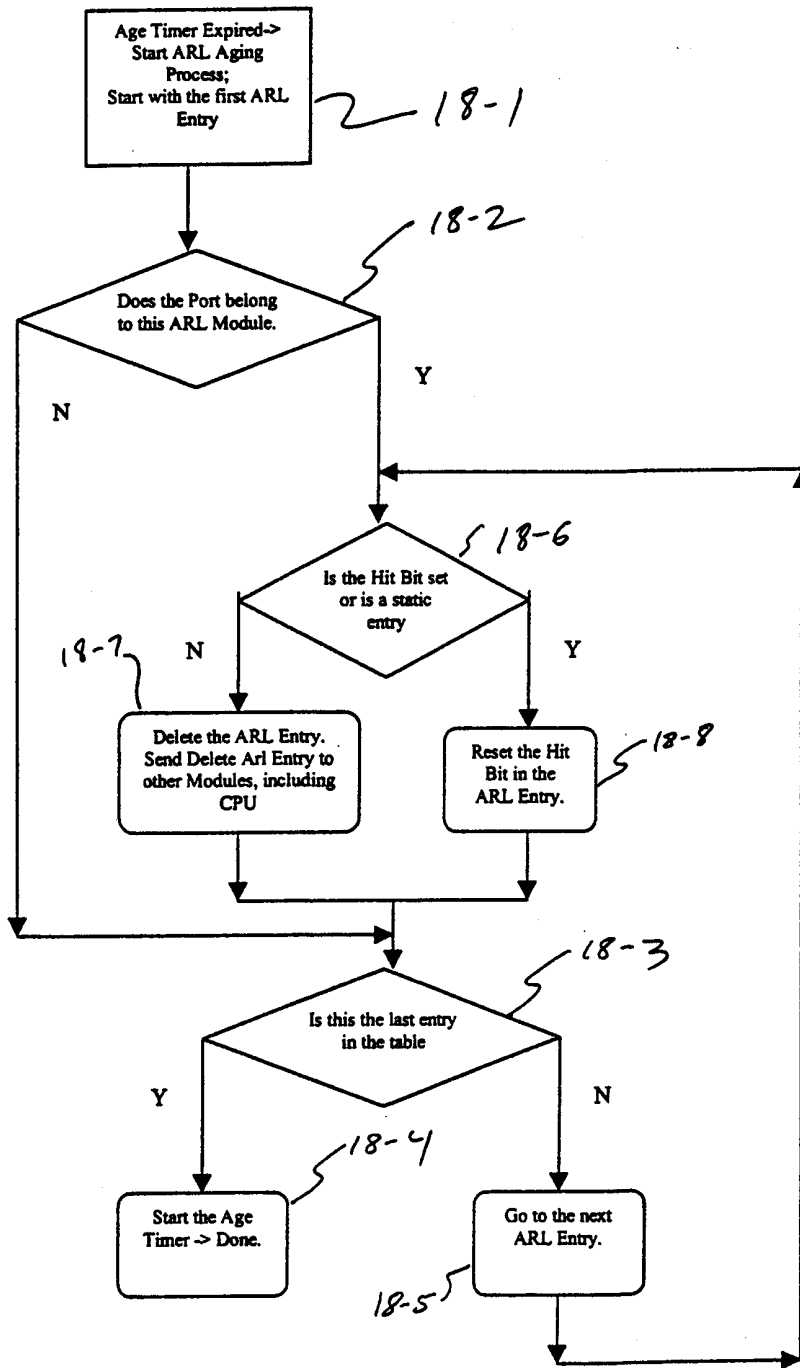 Age Timer Expired->
Start ARL Aging
Process;
Start with the first ARL
Entry
18-1
18-2
Does the Port belong
to this ARL Module.
N
Y
18-6
Is the Hit Bit set
or is a static
entry
18-7
N
Y
Delete the ARL Entry.
Send Delete Arl Entry to
other Modules, including
CPU
Reset the Hit
Bit in the
ARL Entry.
18-8
18-3
Is this the last entry
in the table
Y
N
18-4
Start the Age
Timer -> Done.
Go to the next
ARL Entry.
18-5